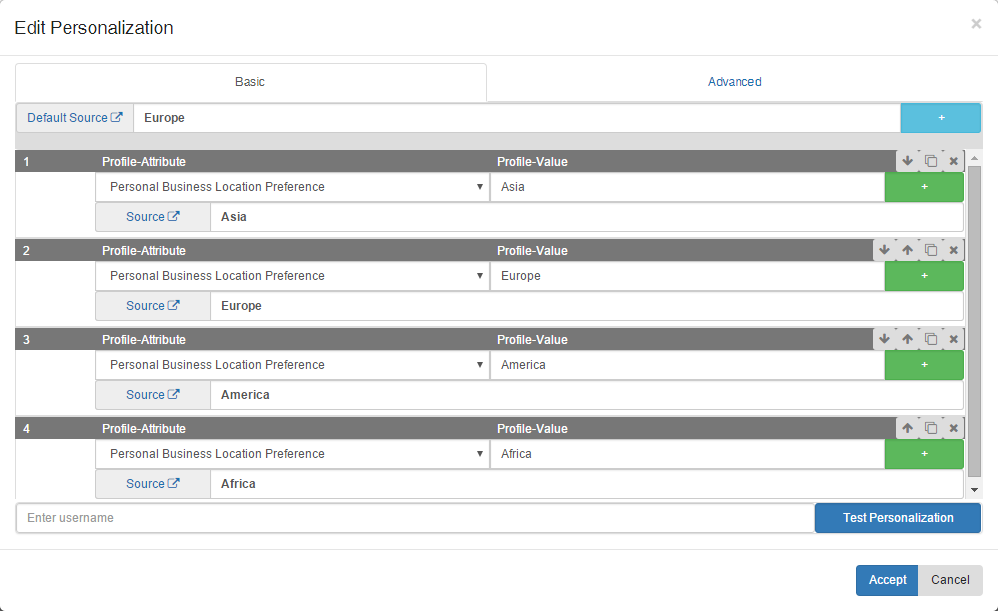 Edit Personalization ×
Basic Advanced
Default Source Europe +
1 Profile-Attribute Profile-Value
Personal Business Location Preference Asia +
Source Asia
2 Profile-Attribute Profile-Value
Personal Business Location Preference Europe +
Source Europe
3 Profile-Attribute Profile-Value
Personal Business Location Preference America +
Source America
4 Profile-Attribute Profile-Value
Personal Business Location Preference Africa +
Source Africa
Enter username Test Personalization
Accept Cancel